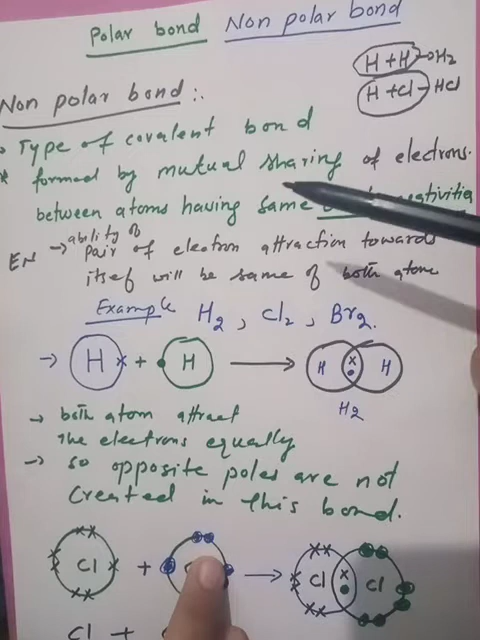 Polar bond Non polar bond
H + H → H2
H + Cl → HCl
Non polar bond :-
→ Type of covalent bond
* formed by mutual sharing of electrons.
between atoms having same
EN → ability of
pair of electron attraction towards
itself will be same of both atom
Example H2, Cl2, Br2.
→ H × + • H → H × • H
H2
→ both atom attract
the electrons equally
→ so opposite poles are not
created in this bond.
Cl + → Cl × • Cl
Cl +